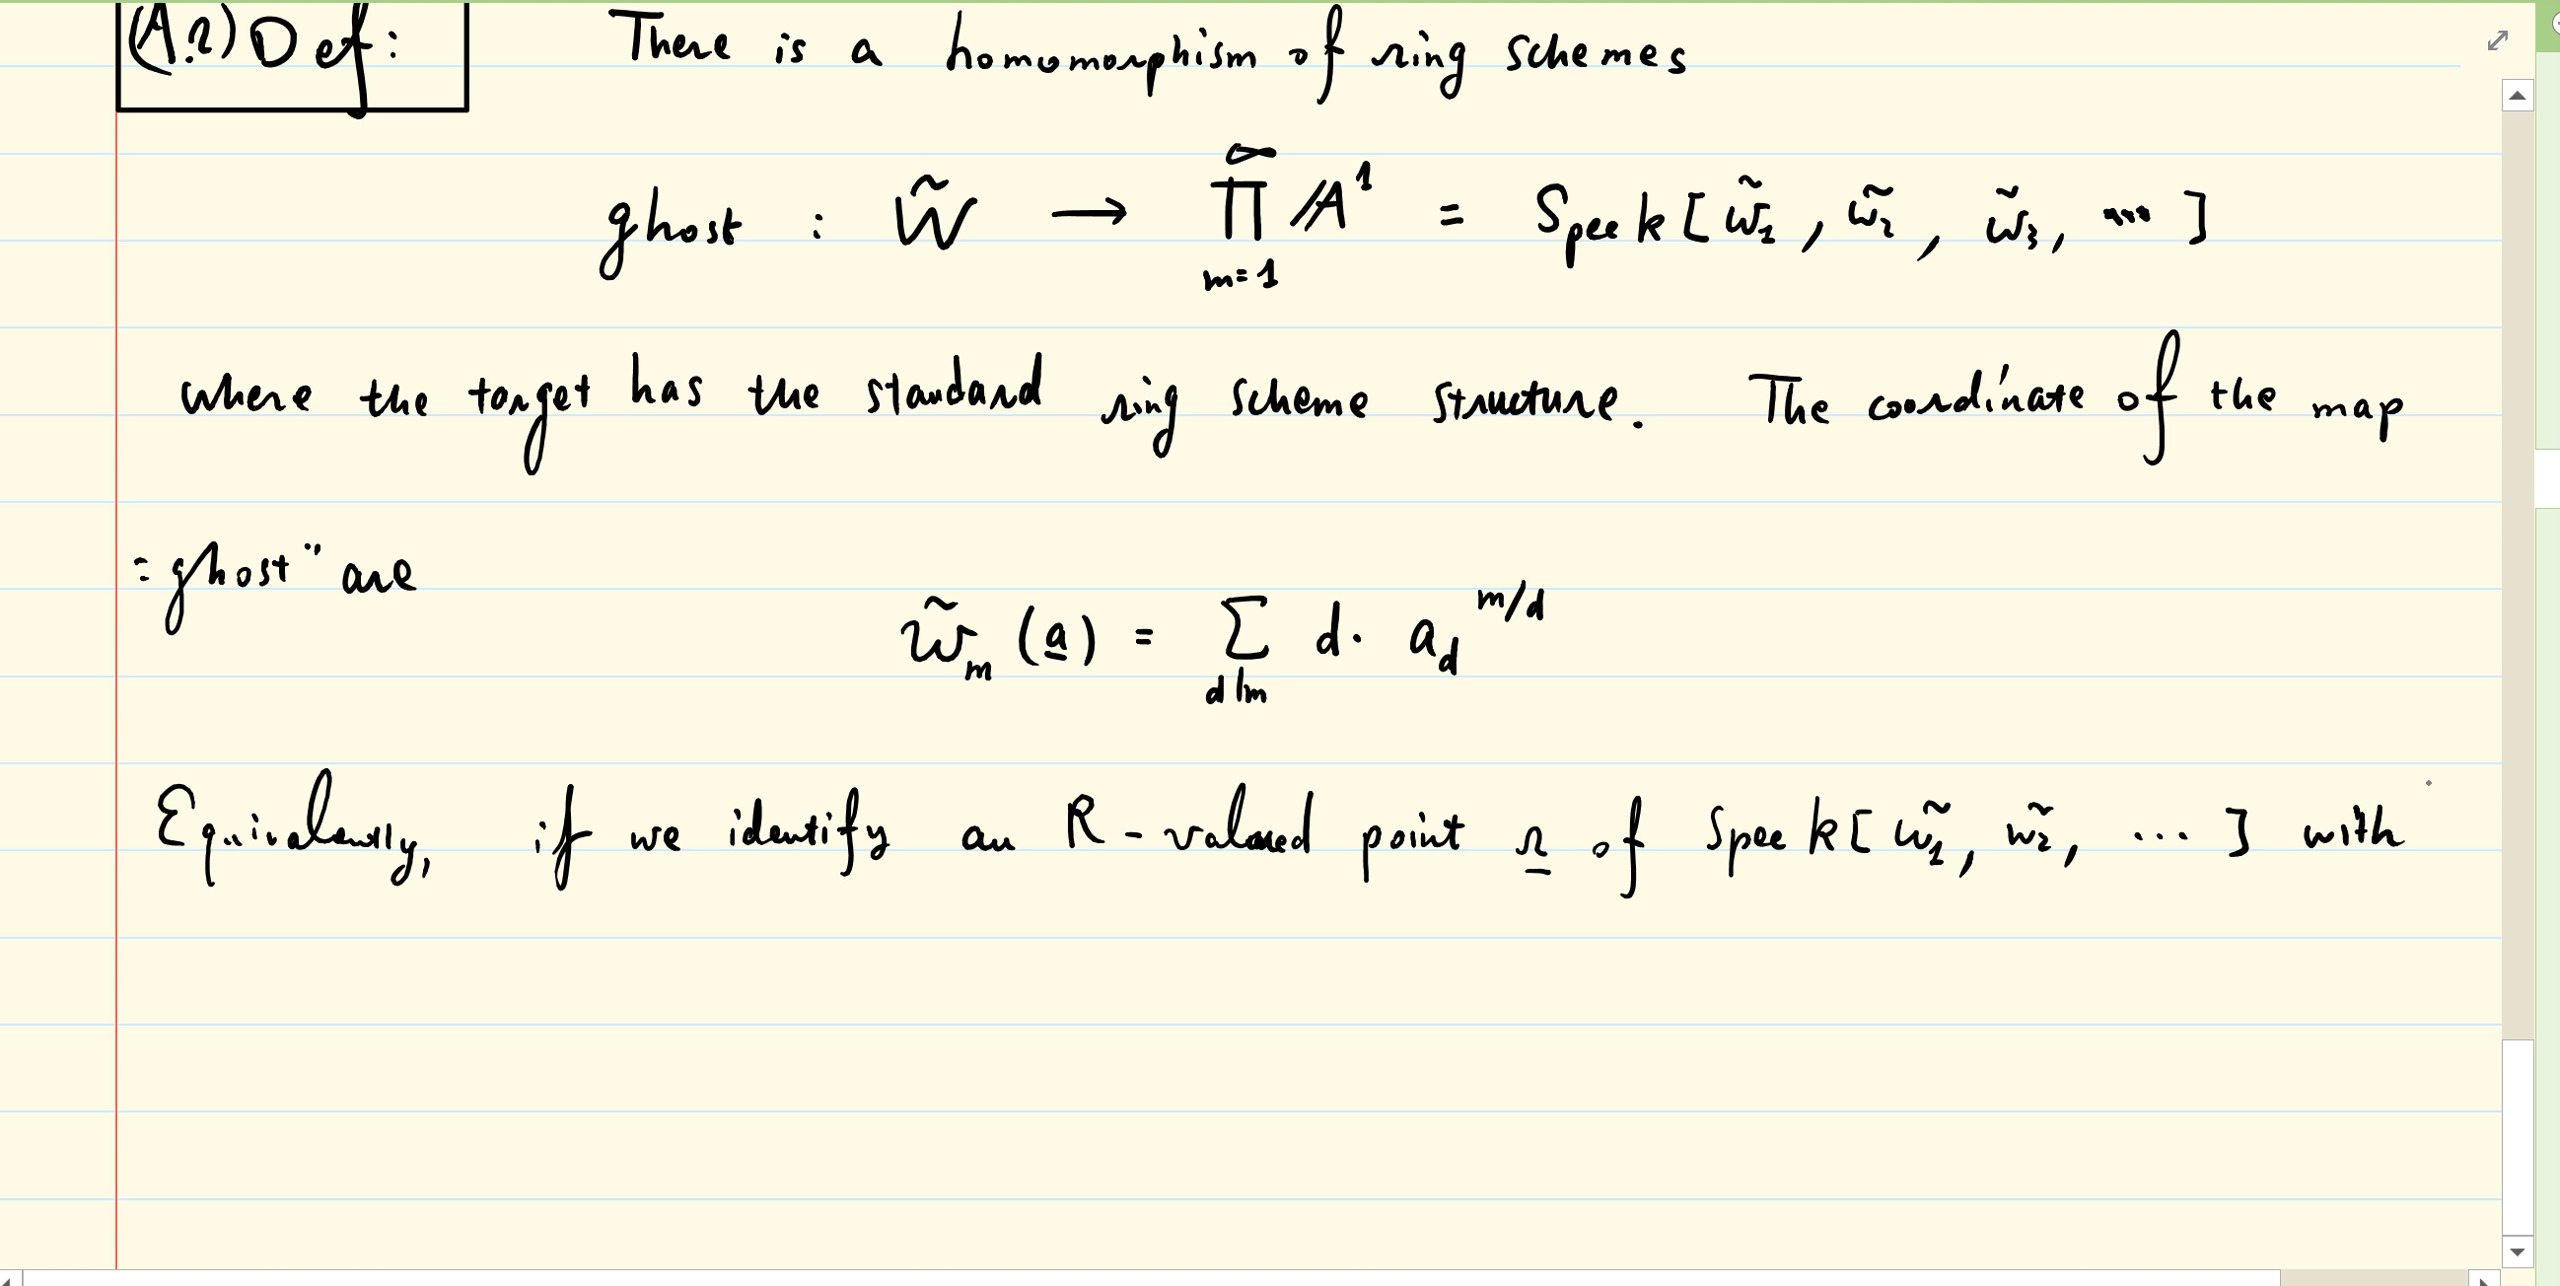 (A.2) Def: There is a homomorphism of ring schemes
ghost : W̃ → ∏_{m=1}^{∞} 𝔸¹ = Spec k [ w̃₁ , w̃₂ , w̃₃, ... ]
where the target has the standard ring scheme structure. The coordinate of the map
"ghost" are
w̃_m (a̲) = ∑_{d|m} d · a_d^{m/d}
Equivalently, if we identify an R-valued point r̲ of Spec k [ w̃₁, w̃₂, ... ] with